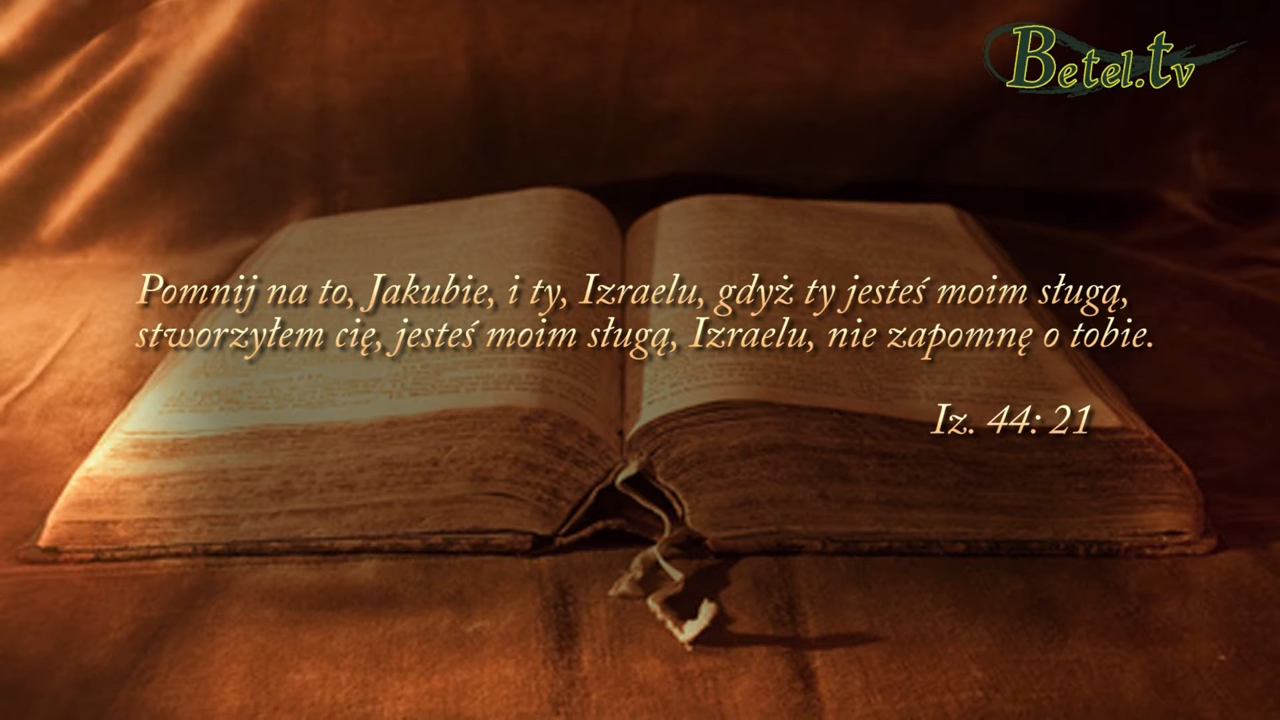 Betel.tv
Pomnij na to, Jakubie, i ty, Izraelu, gdyż ty jesteś moim sługą,
stworzyłem cię, jesteś moim sługą, Izraelu, nie zapomnę o tobie.
Iz. 44: 21